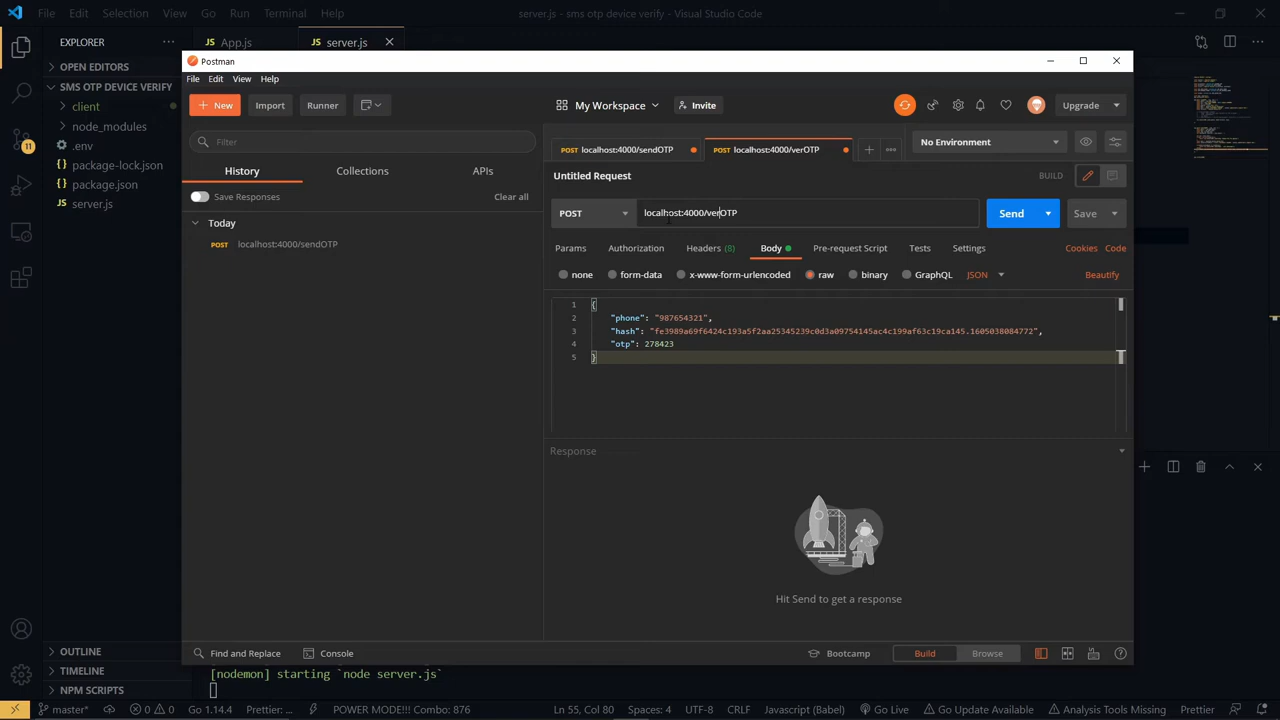 File Edit Selection View Go Run Terminal Help
server.js - sms otp device verify - Visual Studio Code
EXPLORER
App.js
server.js
OPEN EDITORS
SMS OTP DEVICE VERIFY
client
node_modules
.env
package-lock.json
package.json
server.js
11
Postman
File Edit View Help
New Import Runner
My Workspace
Invite
Upgrade
Filter
History Collections APIs
Save Responses
Clear all
Today
POST localhost:4000/sendOTP
POST localhost:4000/sendOTP
POST localhost:4000/verOTP
No Environment
Untitled Request
BUILD
POST
localhost:4000/verOTP
Send
Save
Params Authorization Headers (8) Body Pre-request Script Tests Settings
Cookies Code
none form-data x-www-form-urlencoded raw binary GraphQL JSON
Beautify
1 {
2 "phone": "987654321",
3 "hash": "fe3989a69f6424c193a5f2aa25345239c0d3a09754145ac4c199af63c19ca145.1605038084772",
4 "otp": 278423
5 }
Response
Hit Send to get a response
Find and Replace
Console
Bootcamp
Build
Browse
OUTLINE
TIMELINE
NPM SCRIPTS
[nodemon] starting `node server.js`
master* 0 0 Go 1.14.4 Prettier: ... POWER MODE!!! Combo: 876 Ln 55, Col 80 Spaces: 4 UTF-8 CRLF JavaScript (Babel) Go Live Go Update Available Analysis Tools Missing Prettier